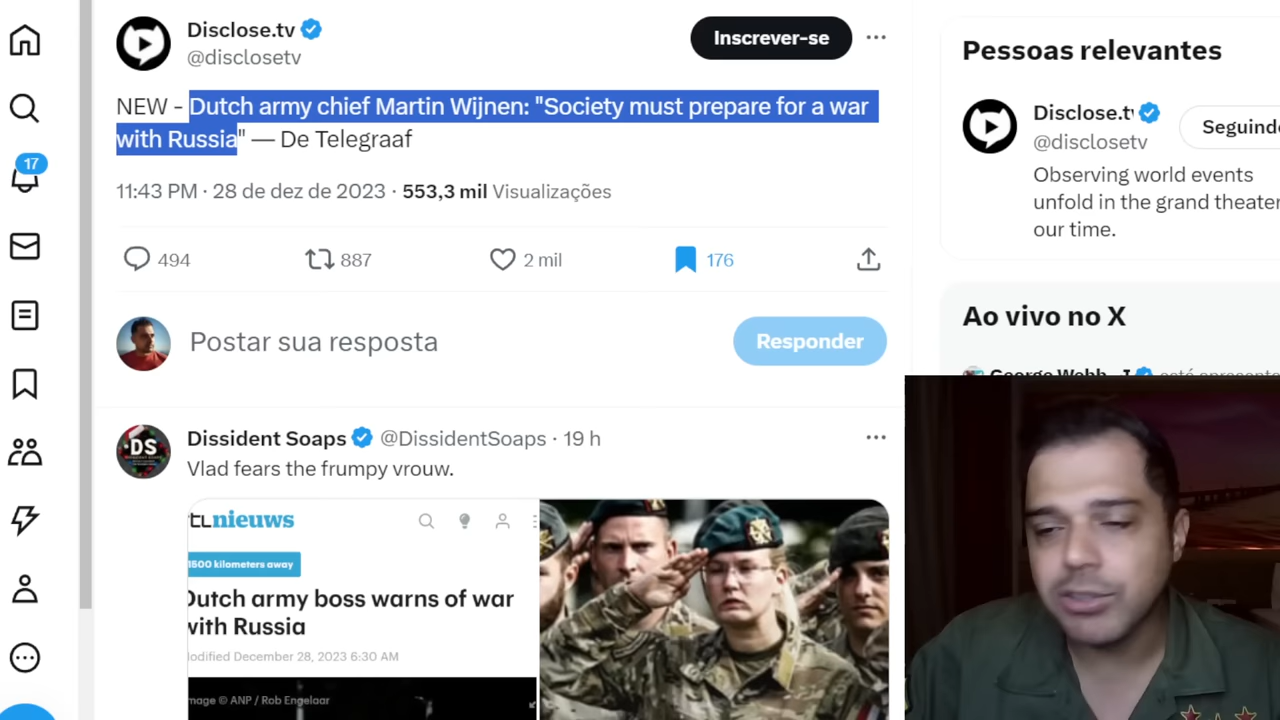 Disclose.tv
@disclosetv
Inscrever-se
NEW - Dutch army chief Martin Wijnen: "Society must prepare for a war
with Russia" — De Telegraaf
11:43 PM · 28 de dez de 2023 · 553,3 mil Visualizações
494
887
2 mil
176
17
Postar sua resposta
Responder
DS
Dissident Soaps @DissidentSoaps · 19 h
Vlad fears the frumpy vrouw.
nieuws
1500 kilometers away
Dutch army boss warns of war
with Russia
Modified December 28, 2023 6:30 AM
Image © ANP / Rob Engelaar
Pessoas relevantes
Disclose.tv
@disclosetv
Seguindo
Observing world events
unfold in the grand theater
our time.
Ao vivo no X
George Webb